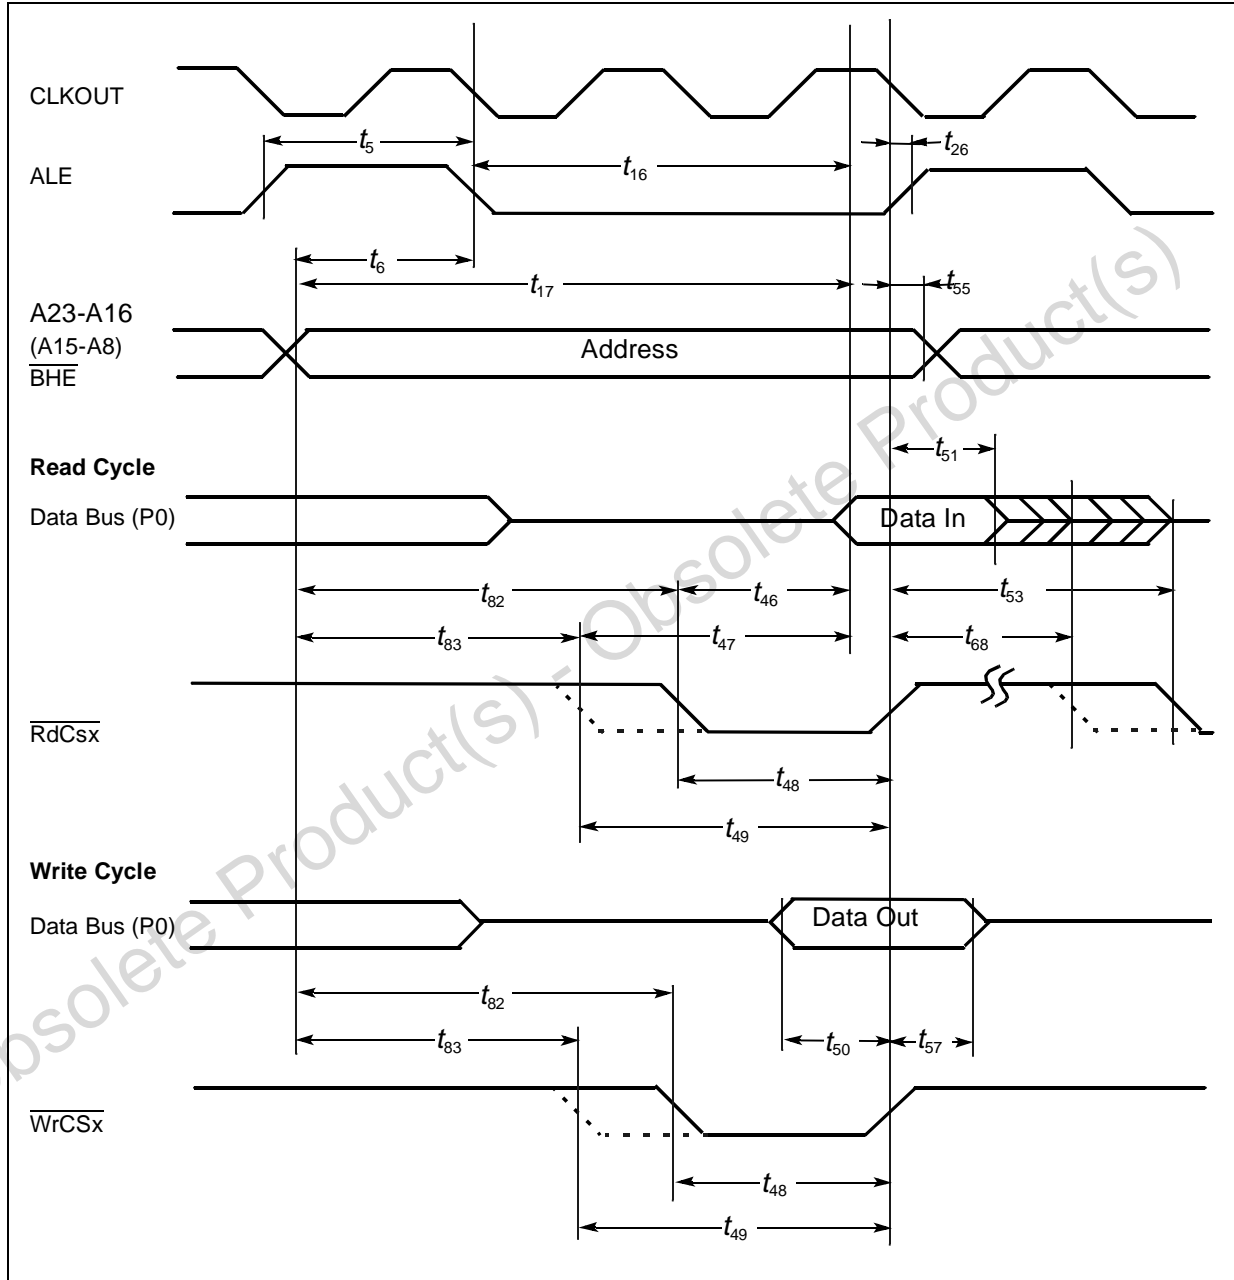 CLKOUT
t5
t26
ALE
t16
t6
t17
t55
A23-A16
(A15-A8)
BHE
Address
t51
Read Cycle
Data Bus (P0)
Data In
t82
t46
t53
t83
t47
t68
RdCsx
t48
t49
Write Cycle
Data Bus (P0)
Data Out
t82
t83
t50
t57
WrCSx
t48
t49
Obsolete Product(s) - Obsolete Product(s)